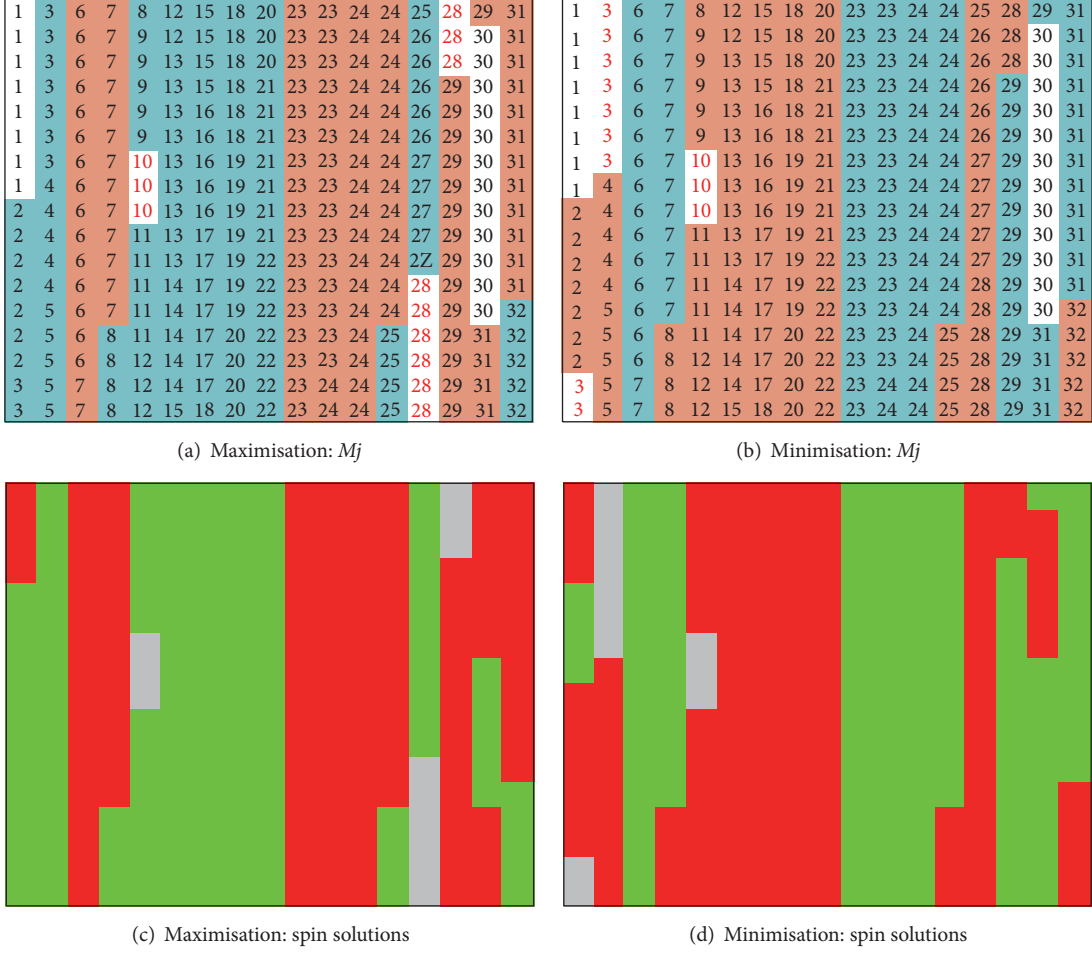 1 3 6 7 8 12 15 18 20 23 23 24 24 25 28 29 31
1 3 6 7 9 12 15 18 20 23 23 24 24 26 28 30 31
1 3 6 7 9 13 15 18 20 23 23 24 24 26 28 30 31
1 3 6 7 9 13 15 18 21 23 23 24 24 26 29 30 31
1 3 6 7 9 13 16 18 21 23 23 24 24 26 29 30 31
1 3 6 7 9 13 16 18 21 23 23 24 24 26 29 30 31
1 3 6 7 10 13 16 19 21 23 23 24 24 27 29 30 31
1 4 6 7 10 13 16 19 21 23 23 24 24 27 29 30 31
2 4 6 7 10 13 16 19 21 23 23 24 24 27 29 30 31
2 4 6 7 11 13 17 19 21 23 23 24 24 27 29 30 31
2 4 6 7 11 13 17 19 22 23 23 24 24 2Z 29 30 31
2 4 6 7 11 14 17 19 22 23 23 24 24 28 29 30 31
2 5 6 7 11 14 17 19 22 23 23 24 24 28 29 30 32
2 5 6 8 11 14 17 20 22 23 23 24 25 28 29 31 32
2 5 6 8 12 14 17 20 22 23 24 24 25 28 29 31 32
3 5 7 8 12 14 17 20 22 23 24 24 25 28 29 31 32
3 5 7 8 12 15 18 20 22 23 24 24 25 28 29 31 32
(a) Maximisation: Mj
1 3 6 7 8 12 15 18 20 23 23 24 24 25 28 29 31
1 3 6 7 9 12 15 18 20 23 23 24 24 26 28 30 31
1 3 6 7 9 13 15 18 20 23 23 24 24 26 28 30 31
1 3 6 7 9 13 15 18 21 23 23 24 24 26 29 30 31
1 3 6 7 9 13 16 18 21 23 23 24 24 26 29 30 31
1 3 6 7 9 13 16 18 21 23 23 24 24 26 29 30 31
1 3 6 7 10 13 16 19 21 23 23 24 24 27 29 30 31
1 4 6 7 10 13 16 19 21 23 23 24 24 27 29 30 31
2 4 6 7 10 13 16 19 21 23 23 24 24 27 29 30 31
2 4 6 7 11 13 17 19 21 23 23 24 24 27 29 30 31
2 4 6 7 11 13 17 19 22 23 23 24 24 27 29 30 31
2 4 6 7 11 14 17 19 22 23 23 24 24 28 29 30 31
2 5 6 7 11 14 17 19 22 23 23 24 24 28 29 30 32
2 5 6 8 11 14 17 20 22 23 23 24 25 28 29 31 32
2 5 6 8 12 14 17 20 22 23 24 24 25 28 29 31 32
3 5 7 8 12 14 17 20 22 23 24 24 25 28 29 31 32
3 5 7 8 12 15 18 20 22 23 24 24 25 28 29 31 32
(b) Minimisation: Mj
(c) Maximisation: spin solutions
(d) Minimisation: spin solutions